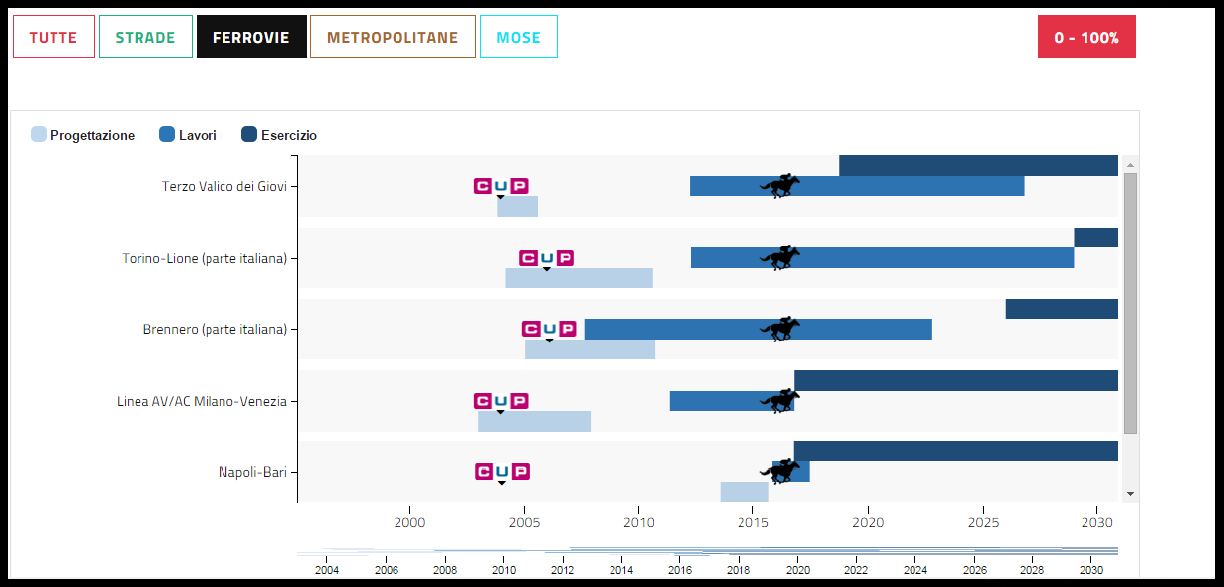 TUTTE STRADE FERROVIE METROPOLITANE MOSE 0 - 100%
Progettazione Lavori Esercizio
Terzo Valico dei Giovi CUP
Torino-Lione (parte italiana) CUP
Brennero (parte italiana) CUP
Linea AV/AC Milano-Venezia CUP
Napoli-Bari CUP
2000 2005 2010 2015 2020 2025 2030
2004 2006 2008 2010 2012 2014 2016 2018 2020 2022 2024 2026 2028 2030